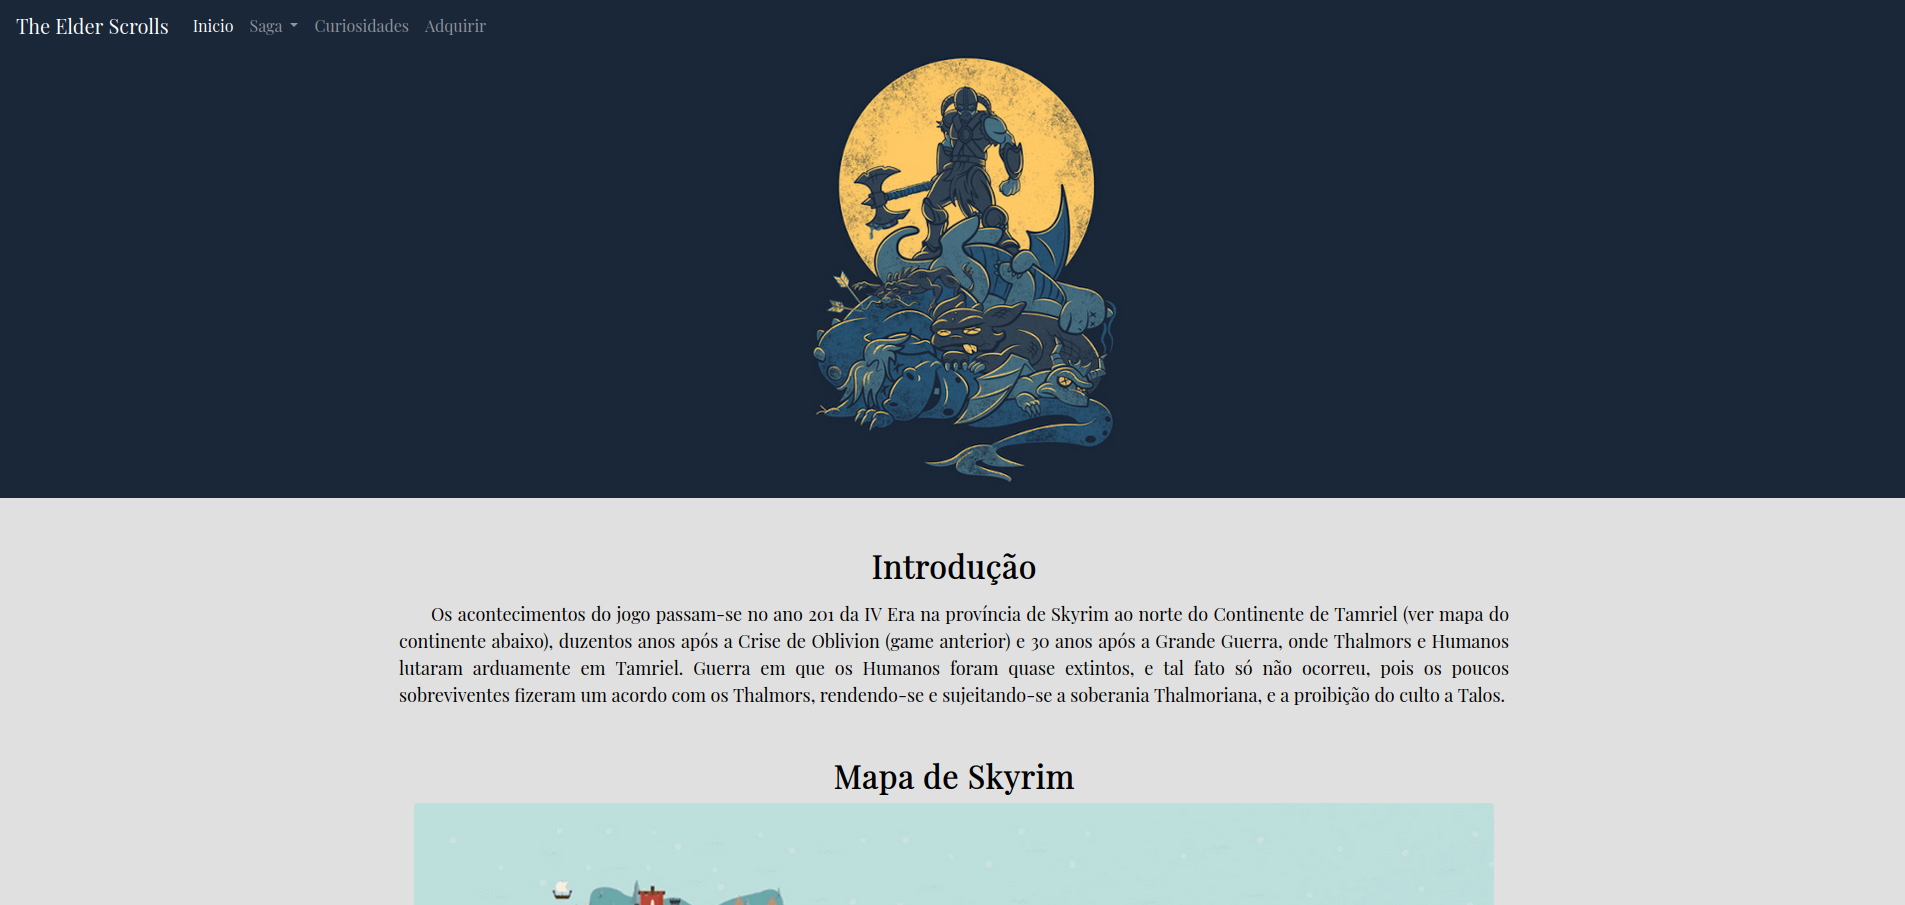 The Elder Scrolls Inicio Saga Curiosidades Adquirir
Introdução
Os acontecimentos do jogo passam-se no ano 201 da IV Era na província de Skyrim ao norte do Continente de Tamriel (ver mapa do
continente abaixo), duzentos anos após a Crise de Oblivion (game anterior) e 30 anos após a Grande Guerra, onde Thalmors e Humanos
lutaram arduamente em Tamriel. Guerra em que os Humanos foram quase extintos, e tal fato só não ocorreu, pois os poucos
sobreviventes fizeram um acordo com os Thalmors, rendendo-se e sujeitando-se a soberania Thalmoriana, e a proibição do culto a Talos.
Mapa de Skyrim